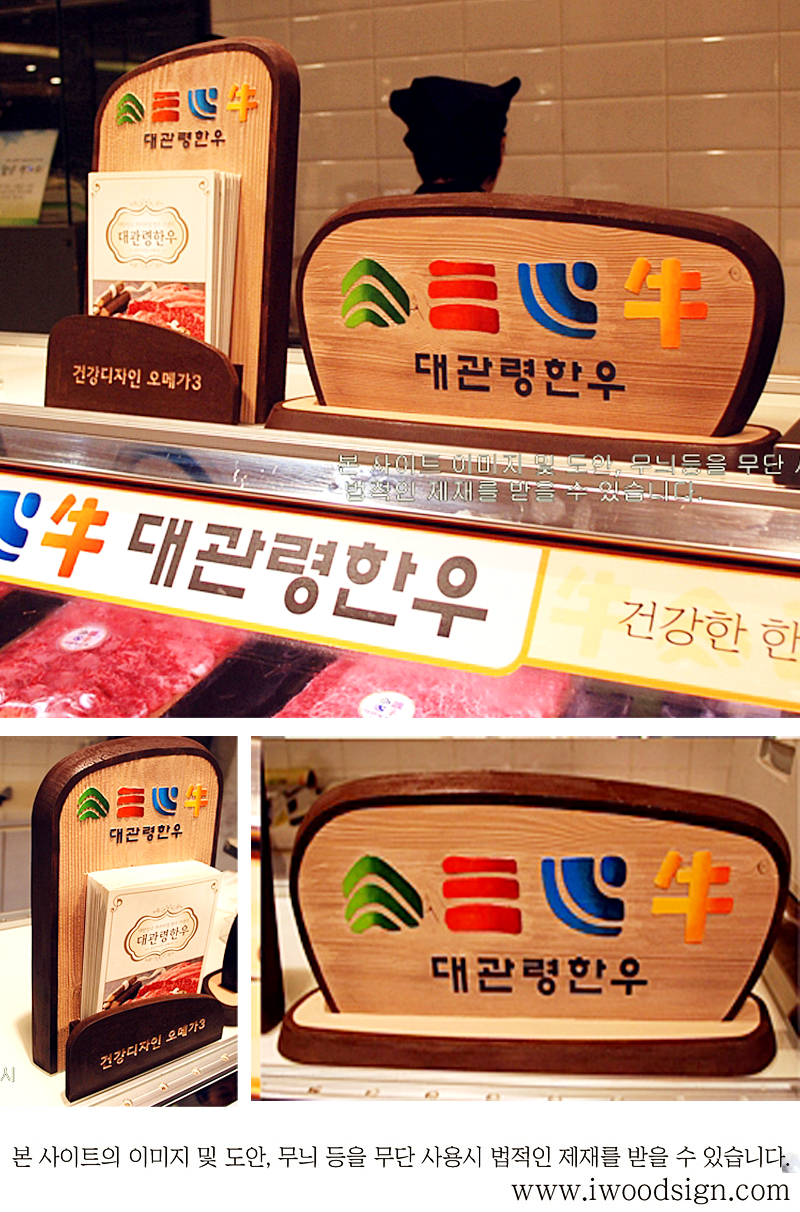 牛
대관령한우
대관령한우
건강디자인 오메가3
牛
대관령한우
본 사이트 이미지 및 도안, 무늬등을 무단
법적인 제재를 받을 수 있습니다.
牛 대관령한우
건강한 한
牛
대관령한우
대관령한우
건강디자인 오메가3
시
牛
대관령한우
본 사이트의 이미지 및 도안, 무늬 등을 무단 사용시 법적인 제재를 받을 수 있습니다.
www.iwoodsign.com